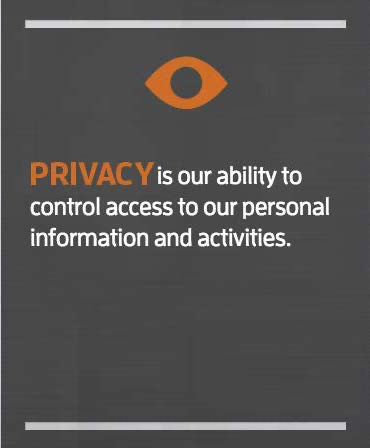 PRIVACY is our ability to
control access to our personal
information and activities.